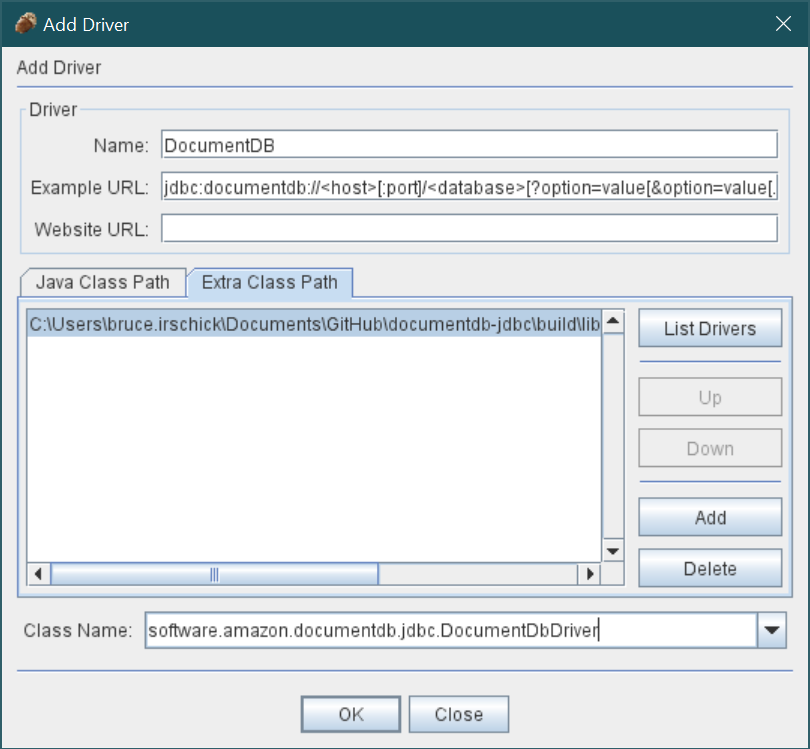 Add Driver
Add Driver
Driver
Name: DocumentDB
Example URL: jdbc:documentdb://<host>[:port]/<database>[?option=value[&option=value[.
Website URL:
Java Class Path Extra Class Path
C:\Users\bruce.irschick\Documents\GitHub\documentdb-jdbc\build\lib
List Drivers
Up
Down
Add
Delete
Class Name: software.amazon.documentdb.jdbc.DocumentDbDriver
OK Close